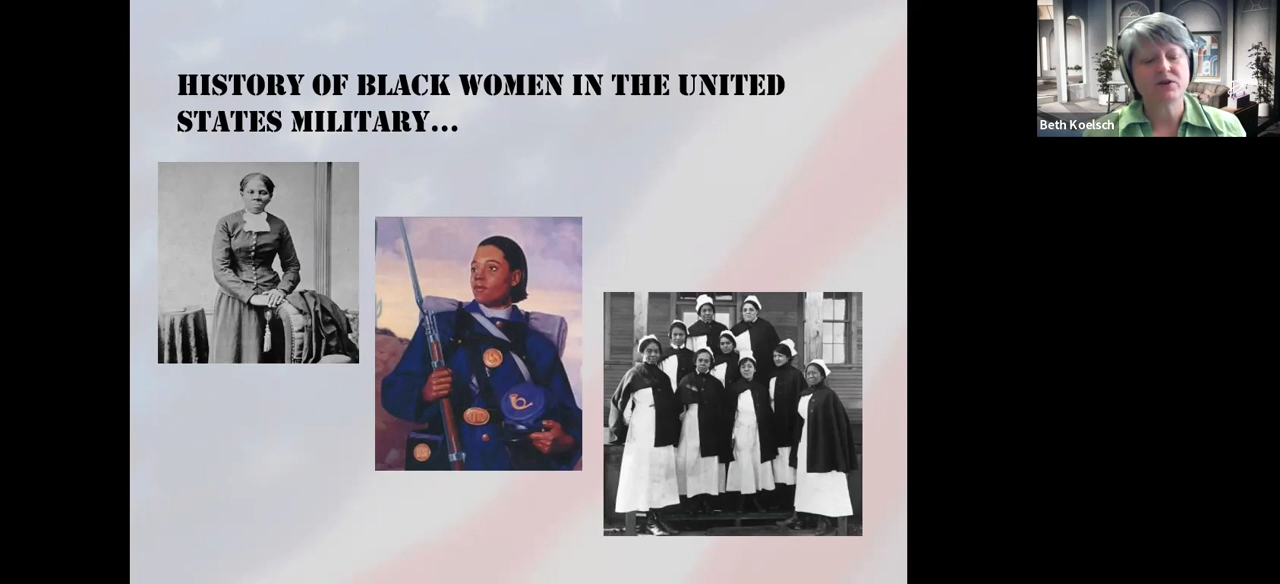 HISTORY OF BLACK WOMEN IN THE UNITED
STATES MILITARY...
Beth Koelsch